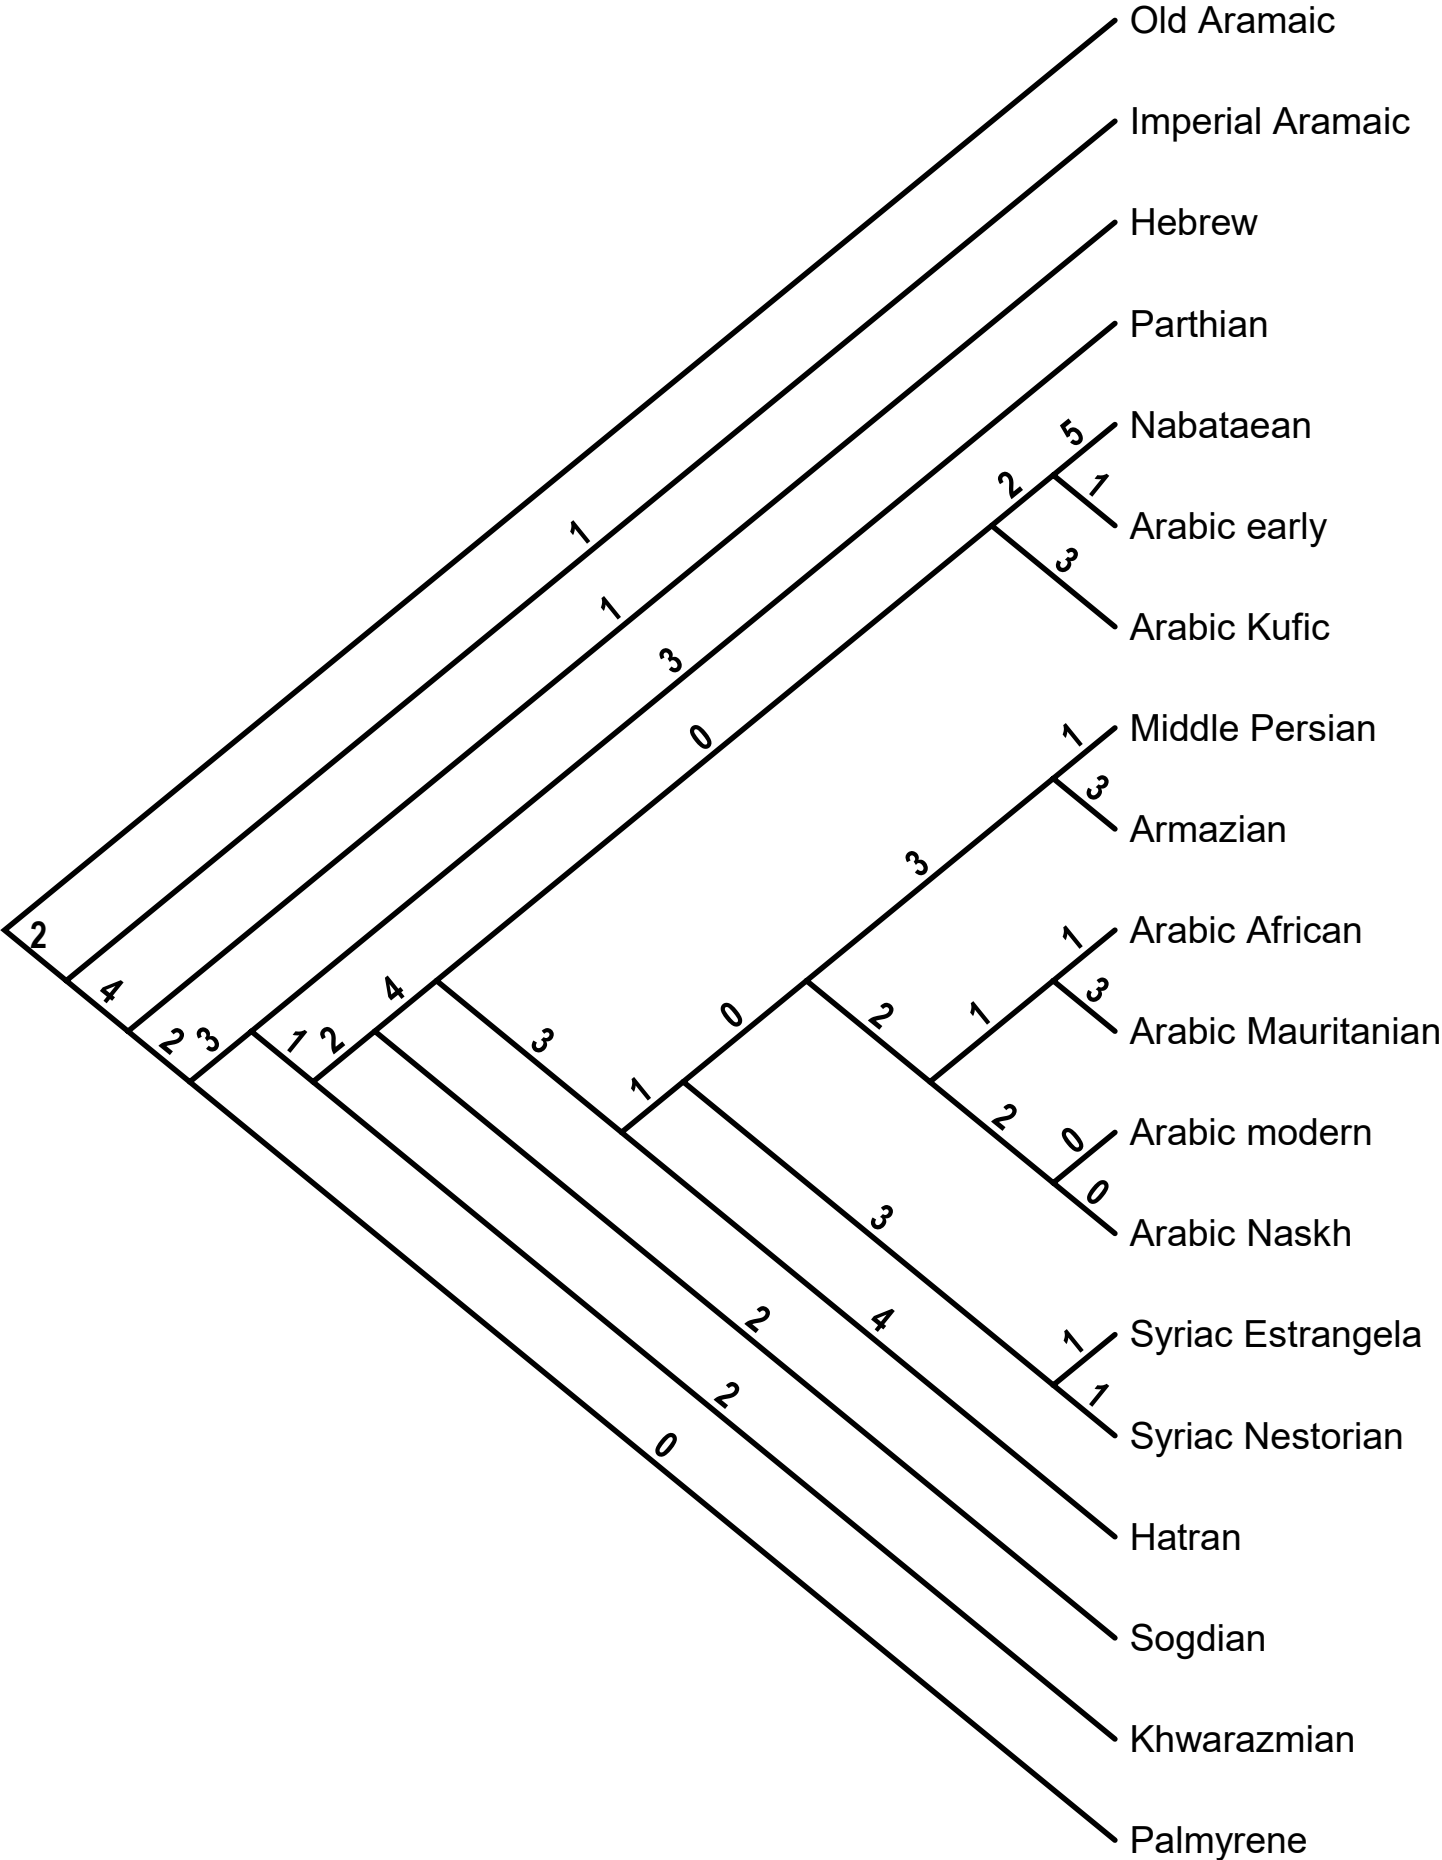 Old Aramaic
Imperial Aramaic
Hebrew
Parthian
5 Nabataean
2 1
Arabic early
1 3
Arabic Kufic
1
3
0 1 Middle Persian
3
Armazian
3
2 1 Arabic African
4 3
0 2 1
2 3 1 2 3 Arabic Mauritanian
1 2 0 Arabic modern
0
3 Arabic Naskh
2 4 1 Syriac Estrangela
2 1
0 Syriac Nestorian
Hatran
Sogdian
Khwarazmian
Palmyrene